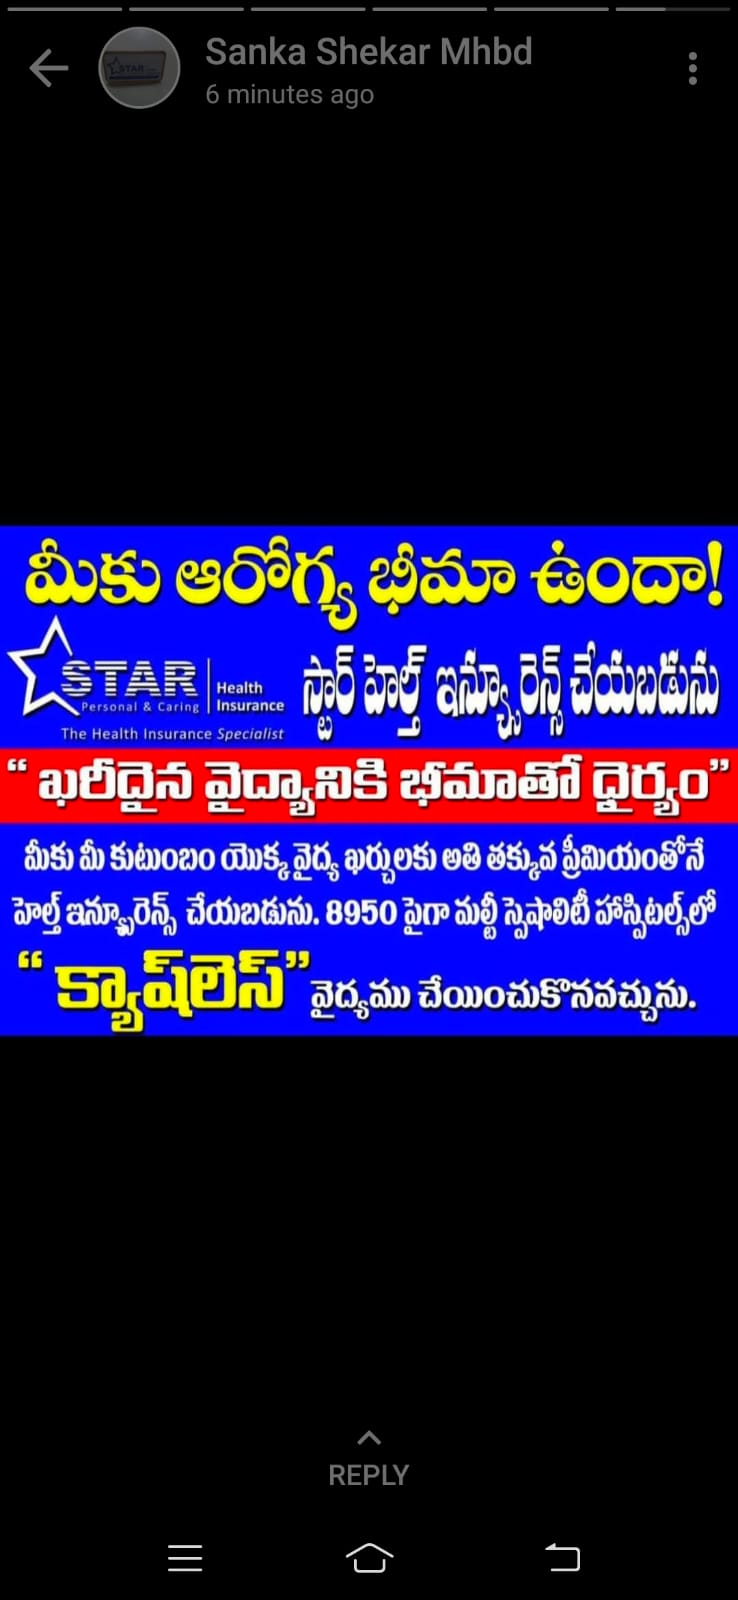 Sanka Shekar Mhbd
6 minutes ago
మీకు ఆరోగ్య భీమా ఉందా!
STAR Health Insurance
Personal & Caring
The Health Insurance Specialist
స్టార్ హెల్త్ ఇన్స్యూరెన్స్ చేయబడును
“ ఖరీదైన వైద్యానికి భీమాతో ధైర్యం”
మీకు మీ కుటుంబం యొక్క వైద్య ఖర్చులకు అతి తక్కువ ప్రీమియంతోనే
హెల్త్ ఇన్స్యూరెన్స్ చేయబడును. 8950 పైగా మల్టీ స్పెషాలిటీ హాస్పిటల్స్‌లో
“ క్యాష్‌లెస్” వైద్యము చేయించుకొనవచ్చును.
REPLY